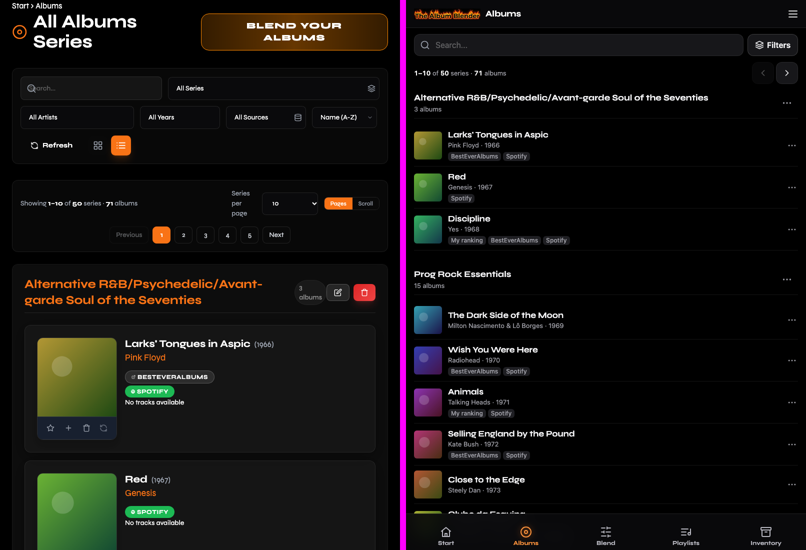 Start › Albums
All Albums
Series
BLEND YOUR
ALBUMS
All Series
All Artists
All Years
All Sources
Name (A-Z)
Refresh
Showing 1–10 of 50 series · 71 albums
Series
per
page
10
Pages
Scroll
Previous
1
2
3
4
5
Next
Alternative R&B/Psychedelic/Avant-
garde Soul of the Seventies
3
albums
Larks' Tongues in Aspic (1966)
Pink Floyd
# BESTEVERALBUMS
SPOTIFY
No tracks available
Red (1967)
Genesis
SPOTIFY
No tracks available
The Album Blender
Albums
Search...
Filters
1–10 of 50 series · 71 albums
Alternative R&B/Psychedelic/Avant-garde Soul of the Seventies
3 albums
Larks' Tongues in Aspic
Pink Floyd · 1966
BestEverAlbums
Spotify
Red
Genesis · 1967
Spotify
Discipline
Yes · 1968
My ranking
BestEverAlbums
Spotify
Prog Rock Essentials
15 albums
The Dark Side of the Moon
Milton Nascimento & Lô Borges · 1969
Wish You Were Here
Radiohead · 1970
BestEverAlbums
Spotify
Animals
Talking Heads · 1971
My ranking
Spotify
Selling England by the Pound
Kate Bush · 1972
BestEverAlbums
Spotify
Close to the Edge
Steely Dan · 1973
Start
Albums
Blend
Playlists
Inventory